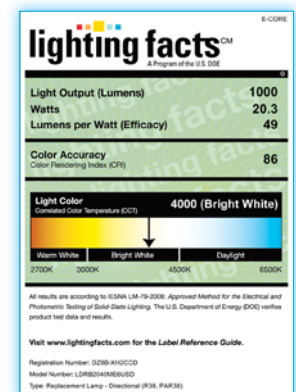 E-CORE
lighting facts CM
A Program of the U.S. DOE
Light Output (Lumens) 1000
Watts 20.3
Lumens per Watt (Efficacy) 49
Color Accuracy 86
Color Rendering Index (CRI)
Light Color 4000 (Bright White)
Correlated Color Temperature (CCT)
Warm White Bright White Daylight
2700K 3000K 4500K 6500K
All results are according to IESNA LM-79-2008: Approved Method for the Electrical and
Photometric Testing of Solid-State Lighting. The U.S. Department of Energy (DOE) verifies
product test data and results.
Visit www.lightingfacts.com for the Label Reference Guide.
Registration Number: DZ8B-XH2CCD
Model Number: LDRB2040ME6USD
Type: Replacement Lamp - Directional (R38, PAR38)